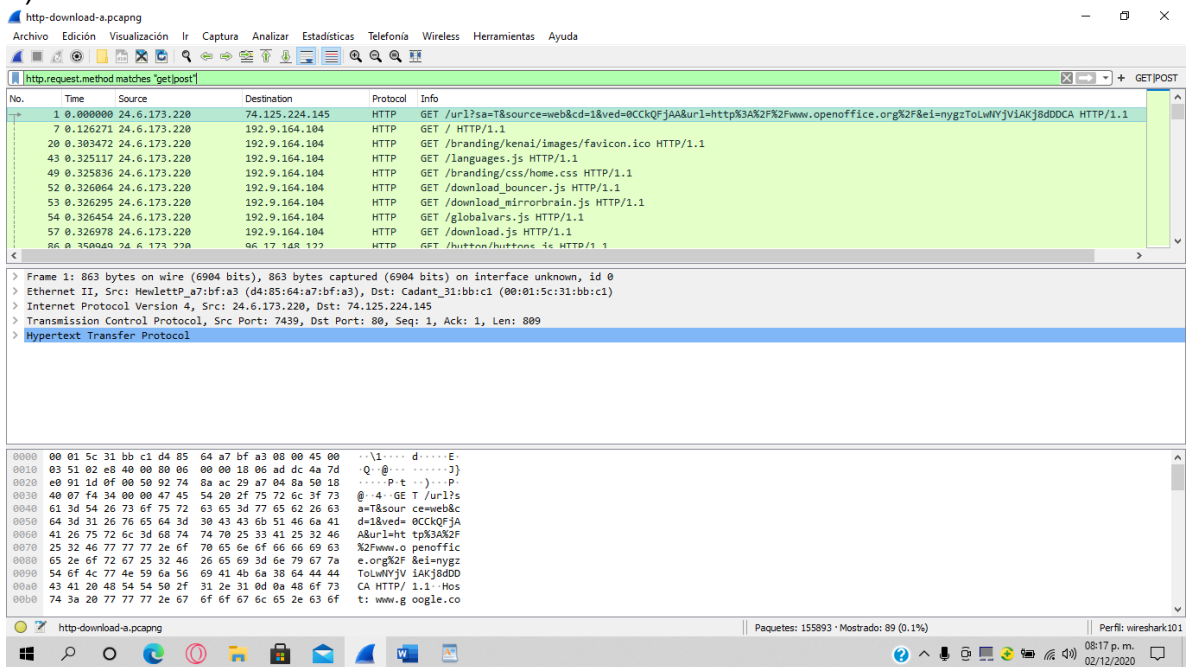 http-download-a.pcapng
Archivo Edición Visualización Ir Captura Analizar Estadísticas Telefonía Wireless Herramientas Ayuda
http.request.method matches "get|post" GET|POST
No. Time Source Destination Protocol Info
1 0.000000 24.6.173.220 74.125.224.145 HTTP GET /url?sa=T&source=web&cd=1&ved=0CCkQFjAA&url=http%3A%2F%2Fwww.openoffice.org%2F&ei=nygzToLwNYjViAKj8dDDCA HTTP/1.1
7 0.126271 24.6.173.220 192.9.164.104 HTTP GET / HTTP/1.1
20 0.303472 24.6.173.220 192.9.164.104 HTTP GET /branding/kenai/images/favicon.ico HTTP/1.1
43 0.325117 24.6.173.220 192.9.164.104 HTTP GET /languages.js HTTP/1.1
49 0.325836 24.6.173.220 192.9.164.104 HTTP GET /branding/css/home.css HTTP/1.1
52 0.326064 24.6.173.220 192.9.164.104 HTTP GET /download_bouncer.js HTTP/1.1
53 0.326295 24.6.173.220 192.9.164.104 HTTP GET /download_mirrorbrain.js HTTP/1.1
54 0.326454 24.6.173.220 192.9.164.104 HTTP GET /globalvars.js HTTP/1.1
57 0.326978 24.6.173.220 192.9.164.104 HTTP GET /download.js HTTP/1.1
86 0.350949 24.6.173.220 96.17.148.122 HTTP GET /button/buttons.js HTTP/1.1
> Frame 1: 863 bytes on wire (6904 bits), 863 bytes captured (6904 bits) on interface unknown, id 0
> Ethernet II, Src: HewlettP_a7:bf:a3 (d4:85:64:a7:bf:a3), Dst: Cadant_31:bb:c1 (00:01:5c:31:bb:c1)
> Internet Protocol Version 4, Src: 24.6.173.220, Dst: 74.125.224.145
> Transmission Control Protocol, Src Port: 7439, Dst Port: 80, Seq: 1, Ack: 1, Len: 809
> Hypertext Transfer Protocol
0000 00 01 5c 31 bb c1 d4 85 64 a7 bf a3 08 00 45 00 ··\1···· d·····E·
0010 03 51 02 e8 40 00 80 06 00 00 18 06 ad dc 4a 7d ·Q··@··· ······J}
0020 e0 91 1d 0f 00 50 92 74 8a ac 29 a7 04 8a 50 18 ·····P·t ··)···P·
0030 40 07 f4 34 00 00 47 45 54 20 2f 75 72 6c 3f 73 @··4··GE T /url?s
0040 61 3d 54 26 73 6f 75 72 63 65 3d 77 65 62 26 63 a=T&sour ce=web&c
0050 64 3d 31 26 76 65 64 3d 30 43 43 6b 51 46 6a 41 d=1&ved= 0CCkQFjA
0060 41 26 75 72 6c 3d 68 74 74 70 25 33 41 25 32 46 A&url=ht tp%3A%2F
0070 25 32 46 77 77 77 2e 6f 70 65 6e 6f 66 66 69 63 %2Fwww.o penoffic
0080 65 2e 6f 72 67 25 32 46 26 65 69 3d 6e 79 67 7a e.org%2F &ei=nygz
0090 54 6f 4c 77 4e 59 6a 56 69 41 4b 6a 38 64 44 44 ToLwNYjV iAKj8dDD
00a0 43 41 20 48 54 54 50 2f 31 2e 31 0d 0a 48 6f 73 CA HTTP/ 1.1··Hos
00b0 74 3a 20 77 77 77 2e 67 6f 6f 67 6c 65 2e 63 6f t: www.g oogle.co
http-download-a.pcapng Paquetes: 155893 · Mostrado: 89 (0.1%) Perfil: wireshark101
08:17 p. m.
02/12/2020